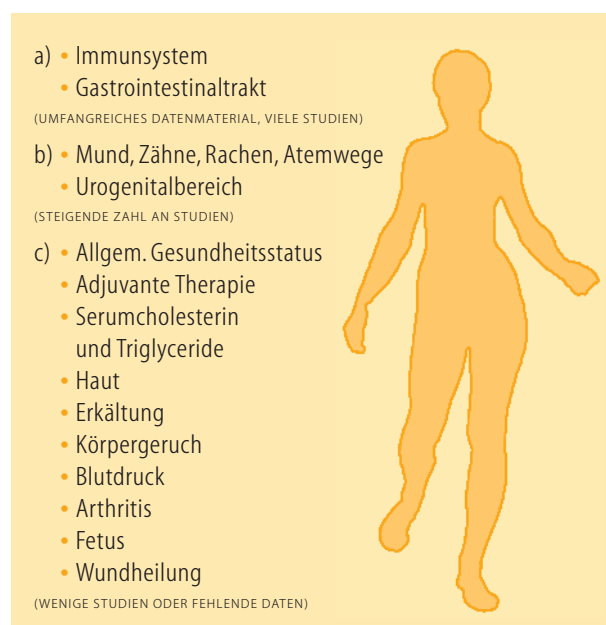 a) • Immunsystem
• Gastrointestinaltrakt
(UMFANGREICHES DATENMATERIAL, VIELE STUDIEN)
b) • Mund, Zähne, Rachen, Atemwege
• Urogenitalbereich
(STEIGENDE ZAHL AN STUDIEN)
c) • Allgem. Gesundheitsstatus
• Adjuvante Therapie
• Serumcholesterin
und Triglyceride
• Haut
• Erkältung
• Körpergeruch
• Blutdruck
• Arthritis
• Fetus
• Wundheilung
(WENIGE STUDIEN ODER FEHLENDE DATEN)